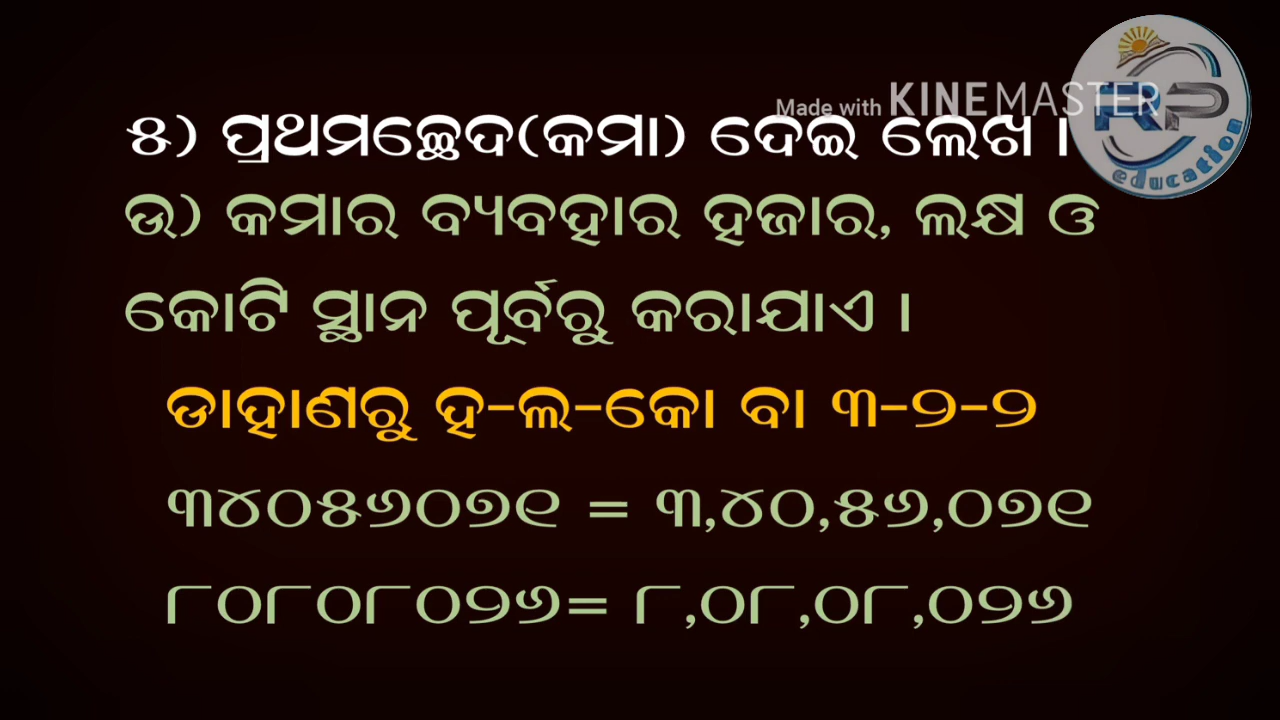 Made with KINEMASTER
RP
education
୫) ପ୍ରଥମଚ୍ଛେଦ(କମା) ଦେଇ ଲେଖ ।
ଉ) କମାର ବ୍ୟବହାର ହଜାର, ଲକ୍ଷ ଓ
କୋଟି ସ୍ଥାନ ପୂର୍ବରୁ କରାଯାଏ ।
ଡାହାଣରୁ ହ-ଲ-କୋ ବା ୩-୨-୨
୩୪୦୫୬୦୭୧ = ୩,୪୦,୫୬,୦୭୧
୮୦୮୦୮୦୨୬= ୮,୦୮,୦୮,୦୨୬